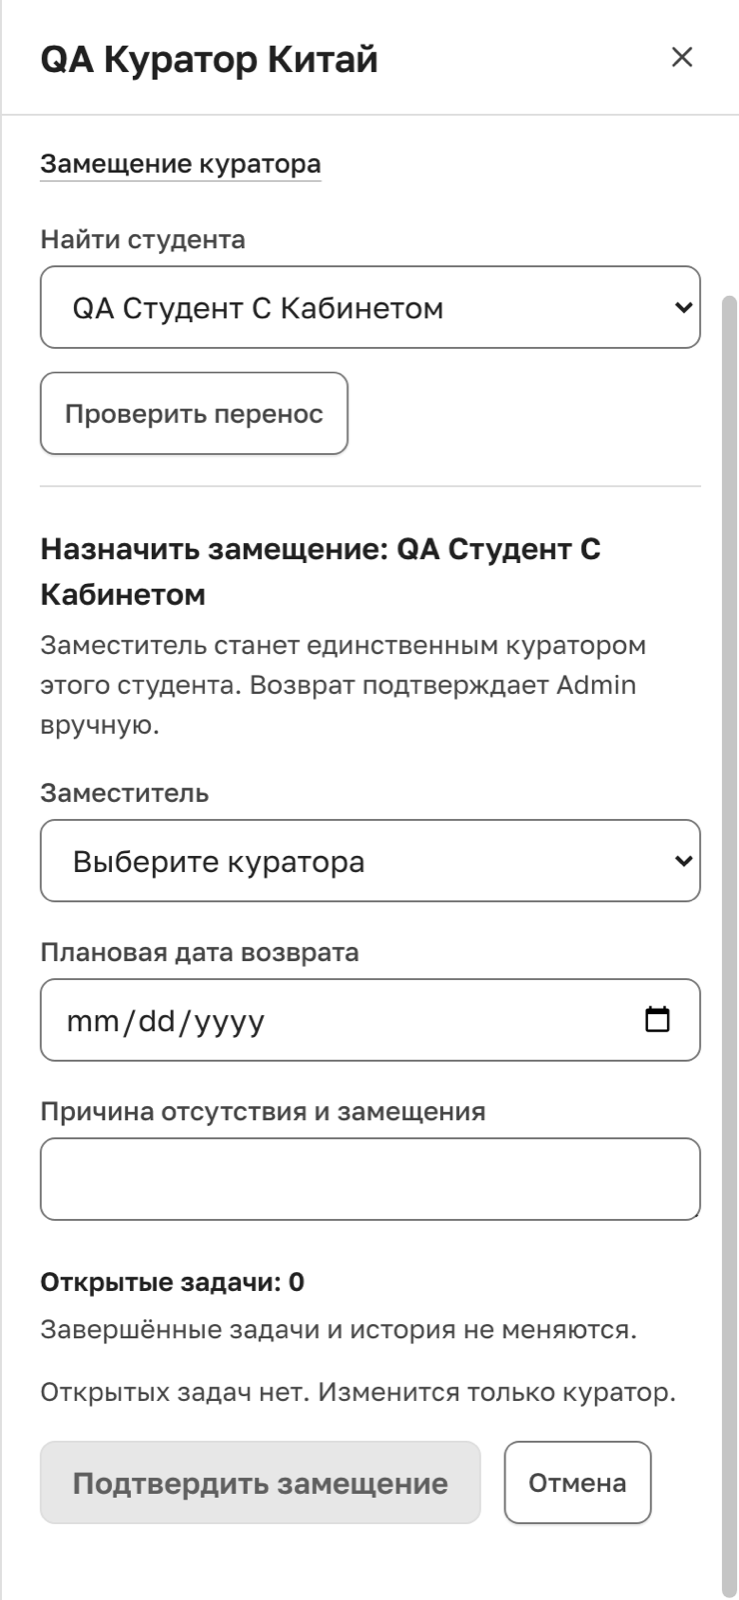 QA Куратор Китай
Замещение куратора
Найти студента
QA Студент С Кабинетом
Проверить перенос
Назначить замещение: QA Студент С
Кабинетом
Заместитель станет единственным куратором
этого студента. Возврат подтверждает Admin
вручную.
Заместитель
Выберите куратора
Плановая дата возврата
mm/dd/yyyy
Причина отсутствия и замещения
Открытые задачи: 0
Завершённые задачи и история не меняются.
Открытых задач нет. Изменится только куратор.
Подтвердить замещение
Отмена